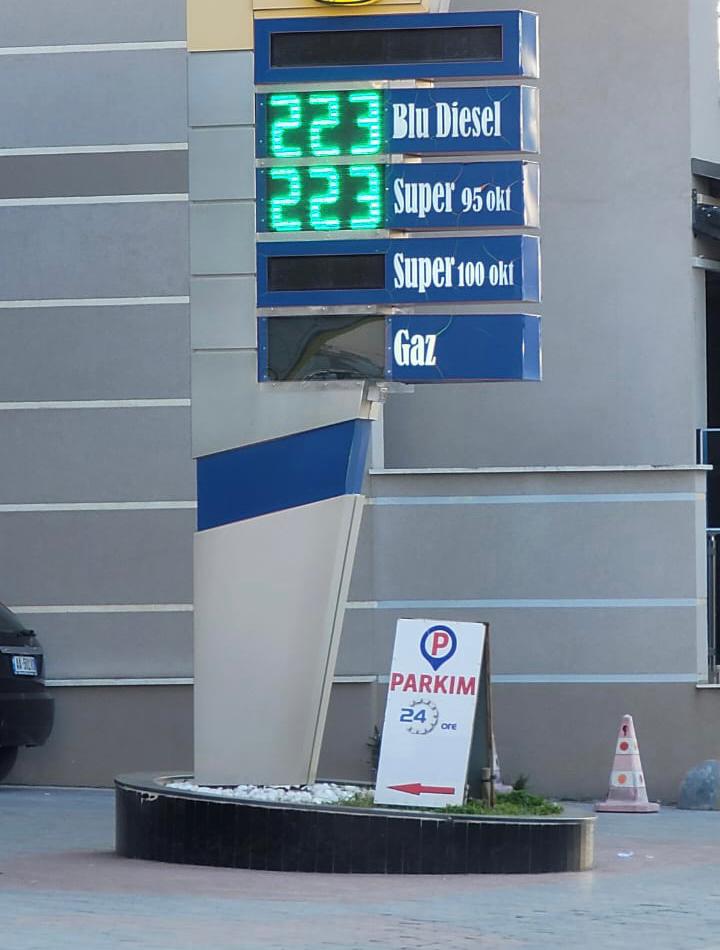 223 Blu Diesel
223 Super 95 okt
Super 100 okt
Gaz
P
PARKIM
24 ore